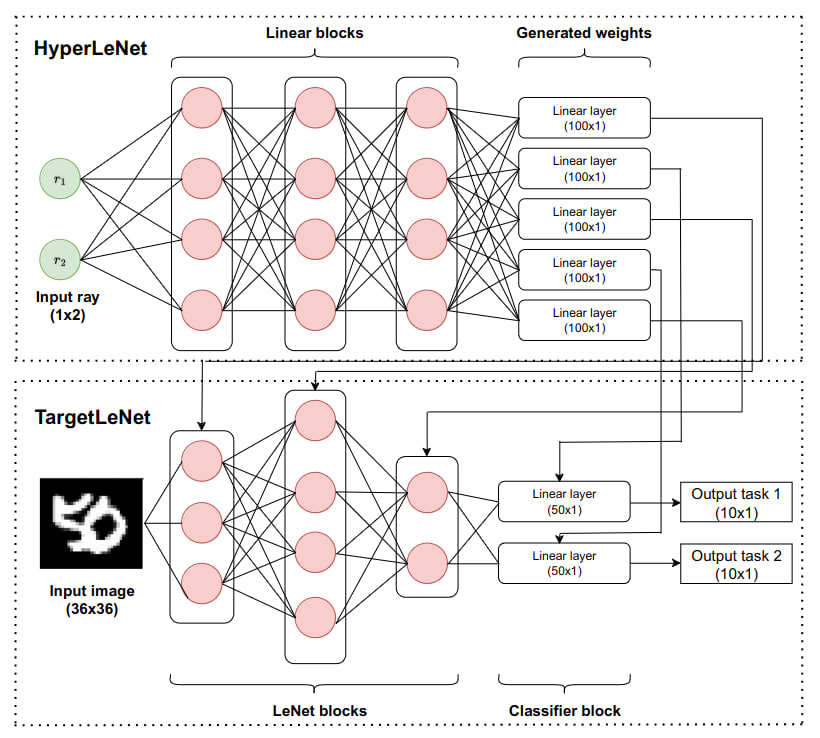 HyperLeNet
Linear blocks
Generated weights
r₁
r₂
Input ray
(1x2)
Linear layer
(100x1)
Linear layer
(100x1)
Linear layer
(100x1)
Linear layer
(100x1)
Linear layer
(100x1)
TargetLeNet
Input image
(36x36)
Linear layer
(50x1)
Linear layer
(50x1)
Output task 1
(10x1)
Output task 2
(10x1)
LeNet blocks
Classifier block